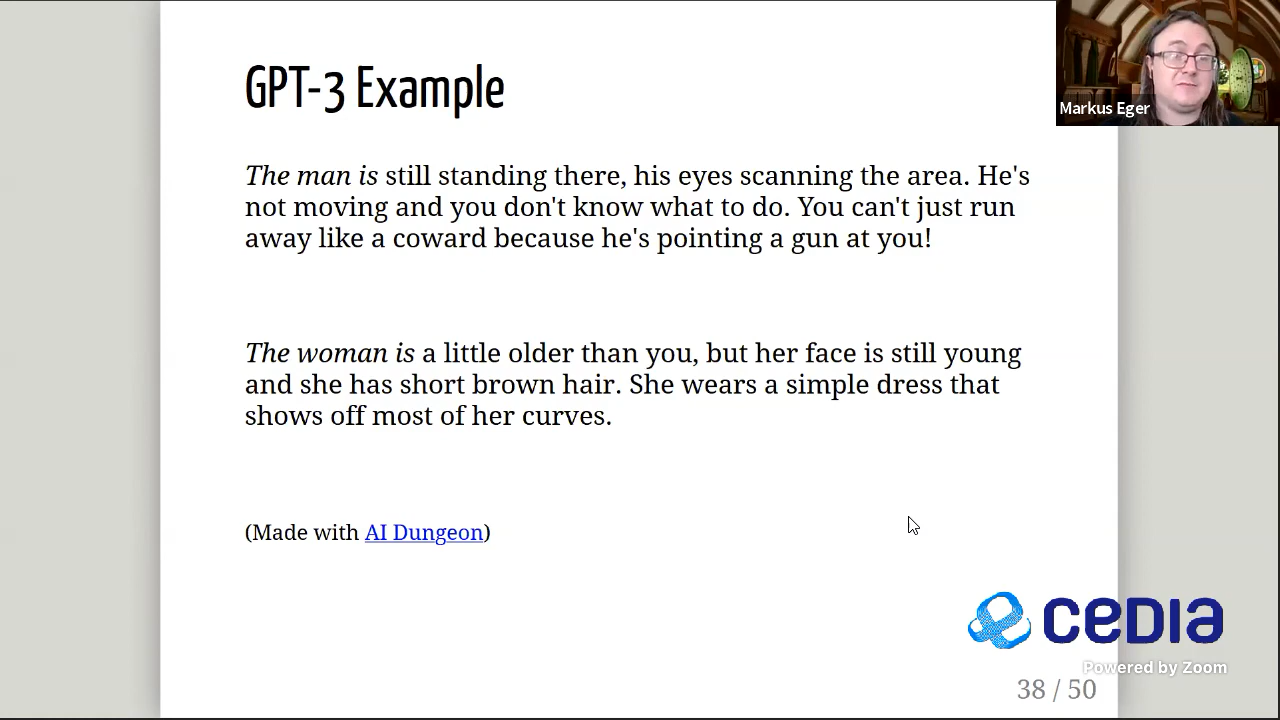 GPT-3 Example
Markus Eger
The man is still standing there, his eyes scanning the area. He's
not moving and you don't know what to do. You can't just run
away like a coward because he's pointing a gun at you!
The woman is a little older than you, but her face is still young
and she has short brown hair. She wears a simple dress that
shows off most of her curves.
(Made with AI Dungeon)
CEDIA
Powered by Zoom
38 / 50